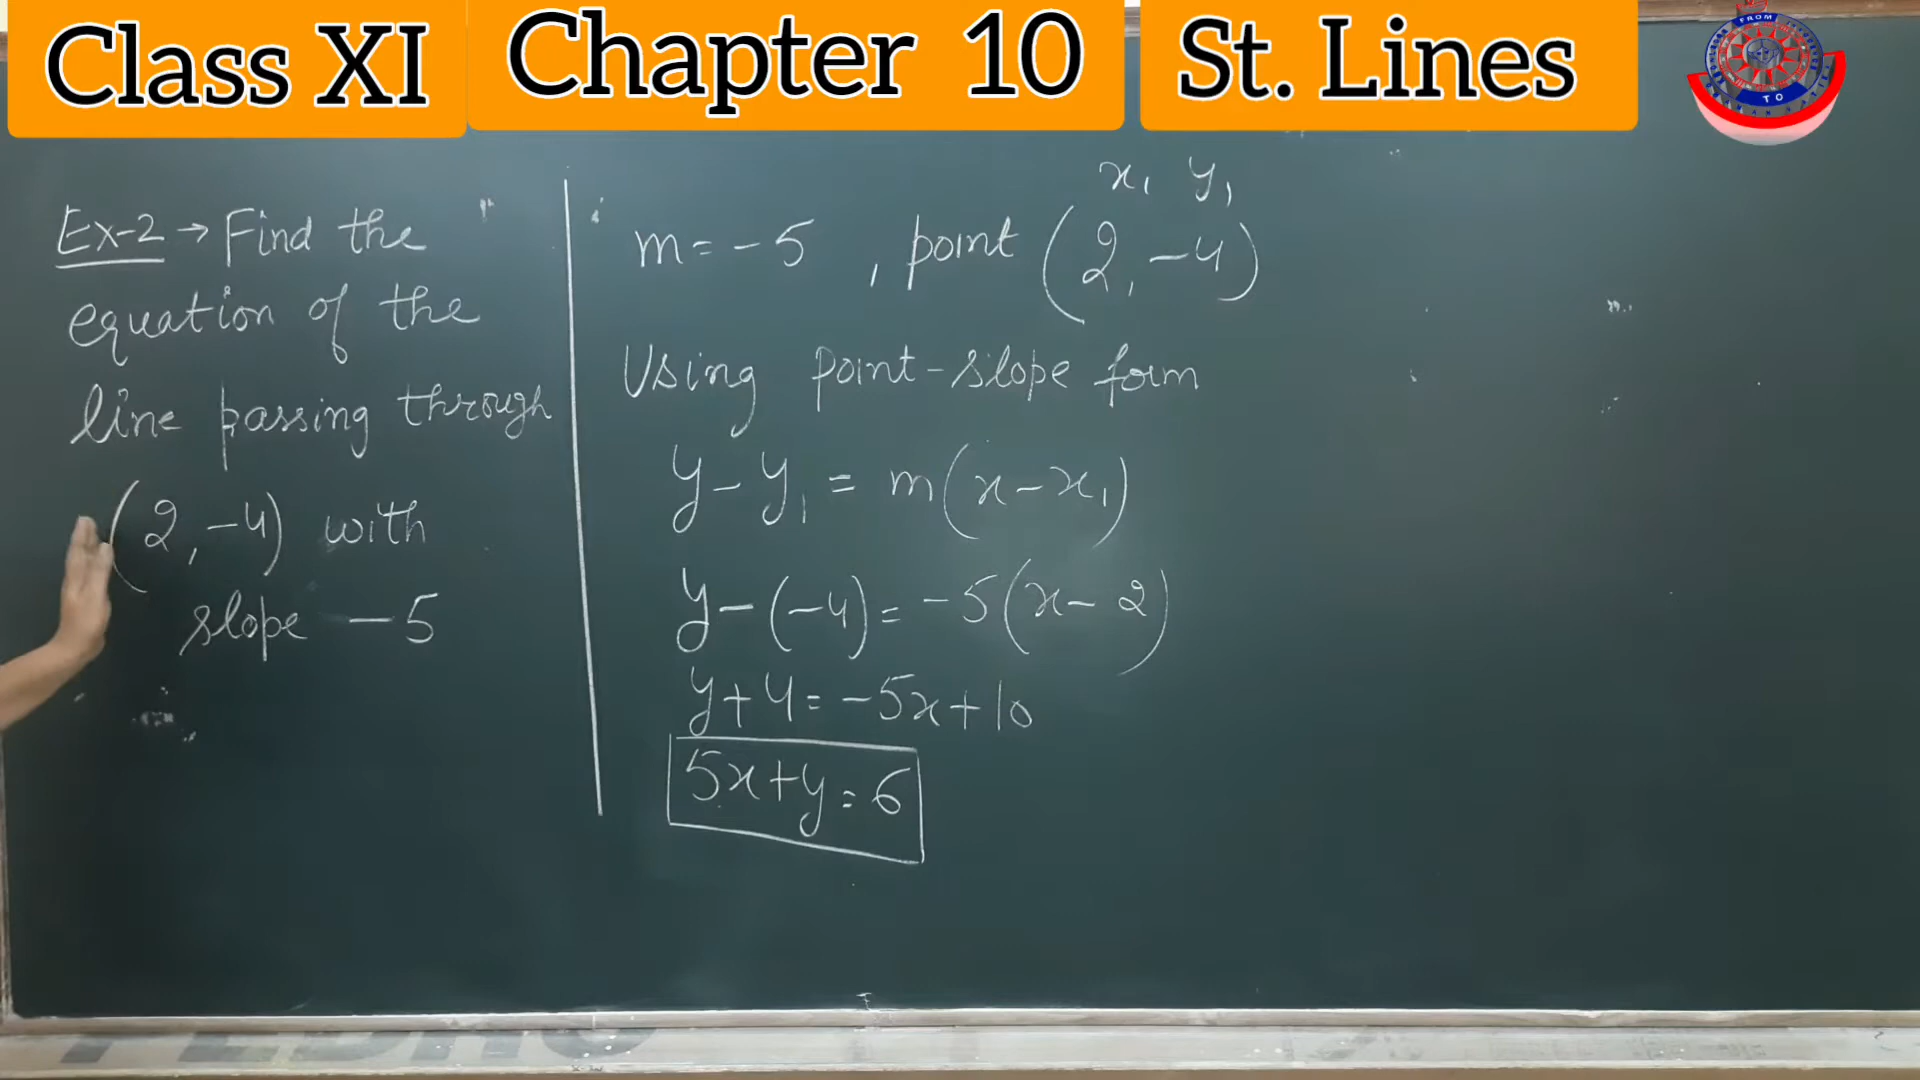 Class XI
Chapter 10
St. Lines
FROM
TO
Ex-2 → Find the
equation of the
line passing through
(2, -4) with
slope -5
x₁ y₁
m = -5 , point (2, -4)
Using point-slope form
y - y₁ = m(x - x₁)
y - (-4) = -5(x - 2)
y + 4 = -5x + 10
5x + y = 6